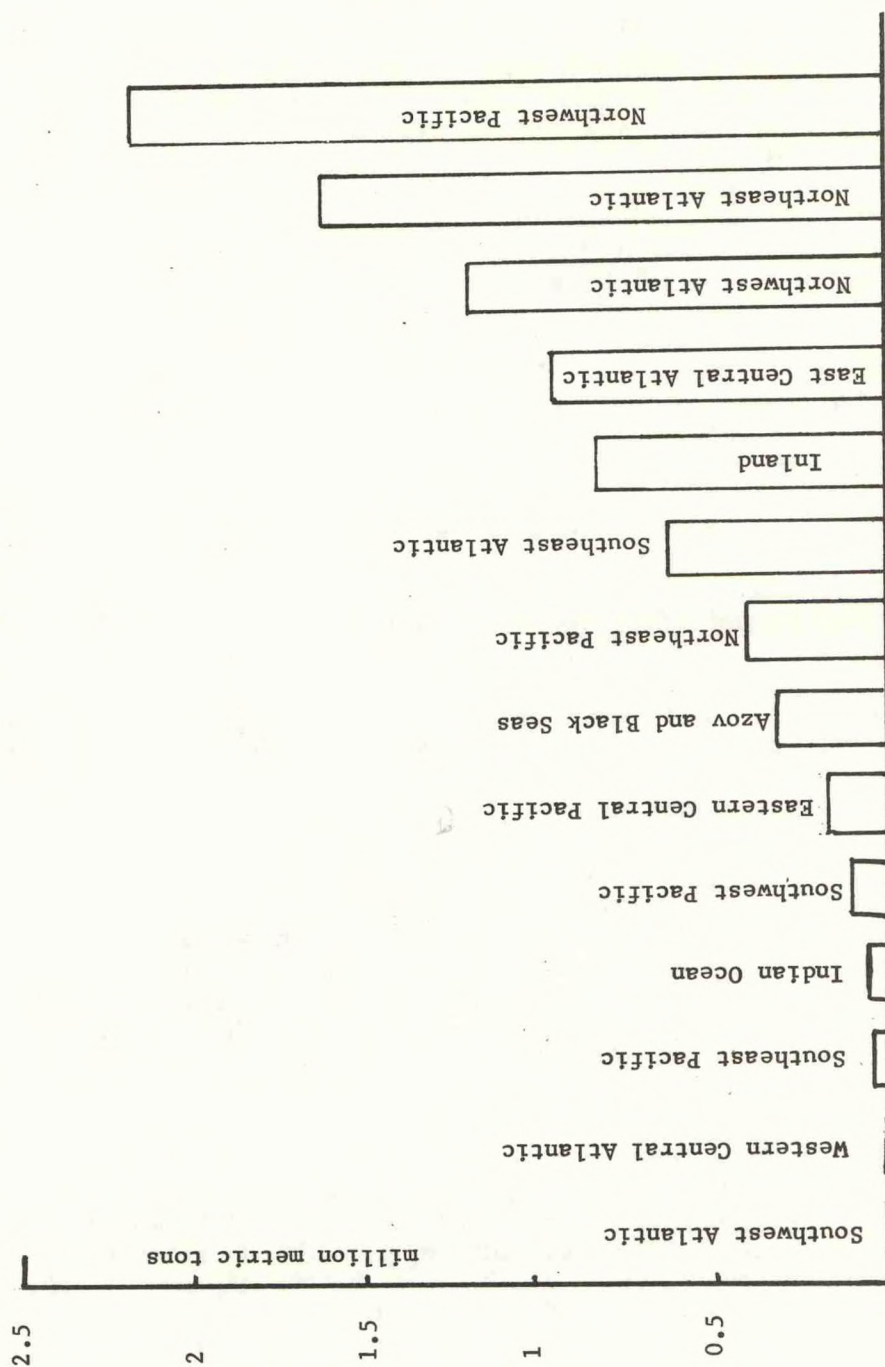 Northwest Pacific
Northeast Atlantic
Northwest Atlantic
East Central Atlantic
Inland
Southeast Atlantic
Northeast Pacific
Azov and Black Seas
Eastern Central Pacific
Southwest Pacific
Indian Ocean
Southeast Pacific
Western Central Atlantic
Southwest Atlantic
million metric tons
2.5
2
1.5
1
0.5